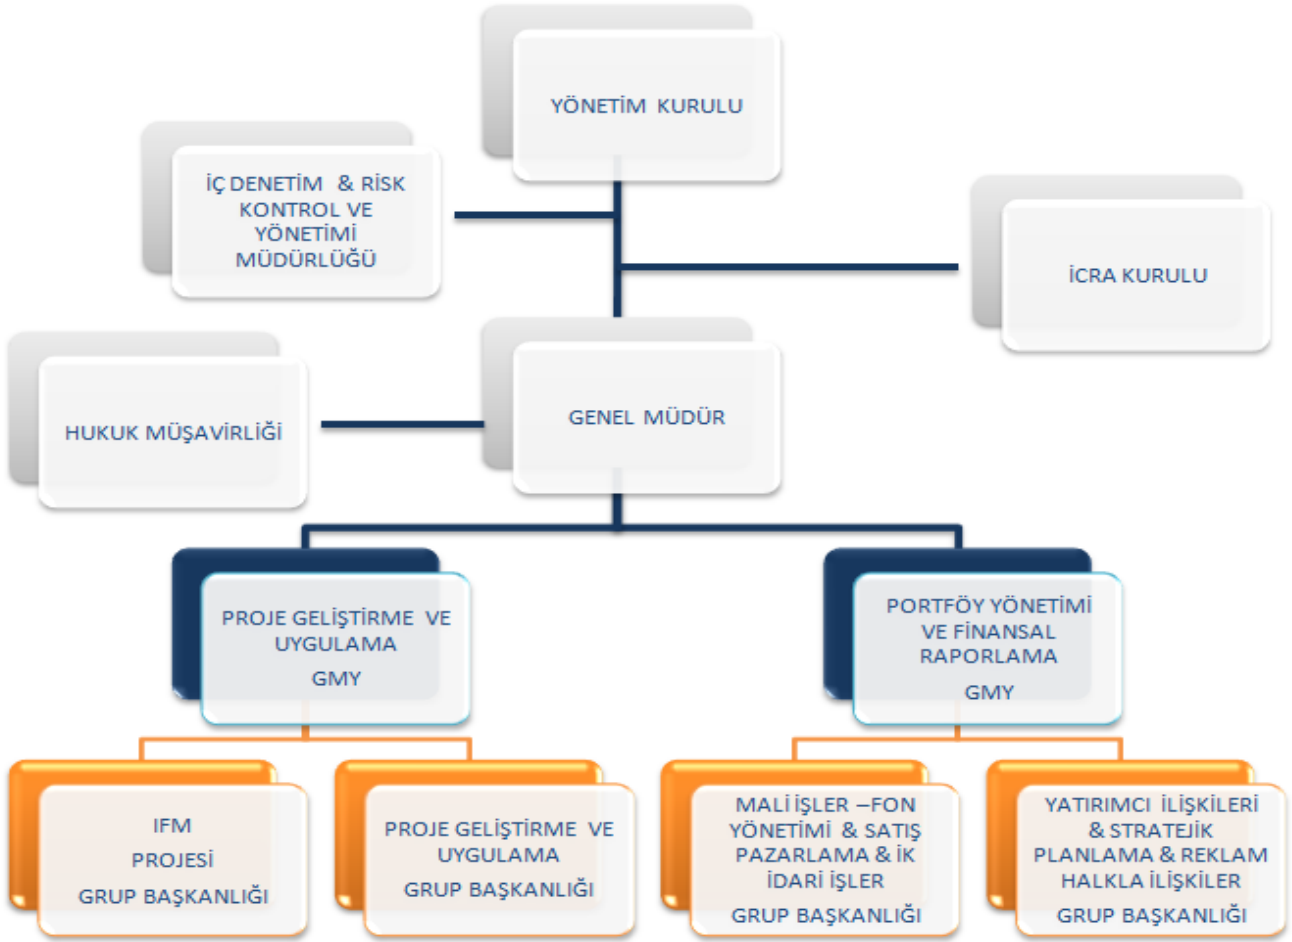 YÖNETİM KURULU
İÇ DENETİM & RİSK
KONTROL VE
YÖNETİMİ
MÜDÜRLÜĞÜ
İCRA KURULU
HUKUK MÜŞAVİRLİĞİ
GENEL MÜDÜR
PROJE GELİŞTİRME VE
UYGULAMA
GMY
PORTFÖY YÖNETİMİ
VE FİNANSAL
RAPORLAMA
GMY
IFM
PROJESİ
GRUP BAŞKANLIĞI
PROJE GELİŞTİRME VE
UYGULAMA
GRUP BAŞKANLIĞI
MALİ İŞLER –FON
YÖNETİMİ & SATIŞ
PAZARLAMA & İK
İDARİ İŞLER
GRUP BAŞKANLIĞI
YATIRIMCI İLİŞKİLERİ
& STRATEJİK
PLANLAMA & REKLAM
HALKLA İLİŞKİLER
GRUP BAŞKANLIĞI